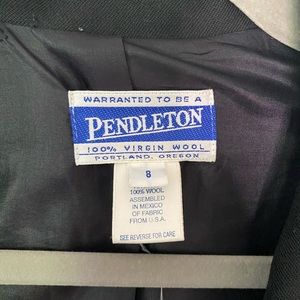 WARRANTED TO BE A
PENDLETON
100% VIRGIN WOOL
PORTLAND, OREGON
8
100% WOOL
ASSEMBLED
IN MEXICO
OF FABRIC
FROM U.S.A.
SEE REVERSE FOR CARE